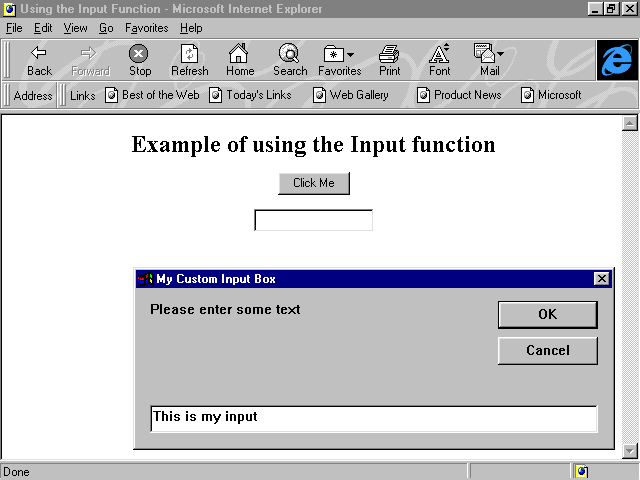 Using the Input Function - Microsoft Internet Explorer
File Edit View Go Favorites Help
Back Forward Stop Refresh Home Search Favorites Print Font Mail
Address Links Best of the Web Today's Links Web Gallery Product News Microsoft
Example of using the Input function
Click Me
My Custom Input Box
Please enter some text
OK
Cancel
This is my input
Done